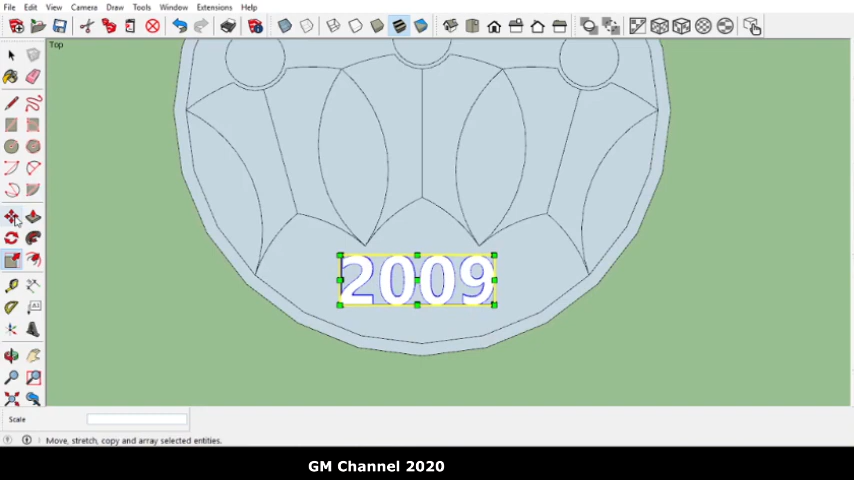 File Edit View Camera Draw Tools Window Extensions Help
Top
2009
Scale
Move, stretch, copy and array selected entities.
GM Channel 2020